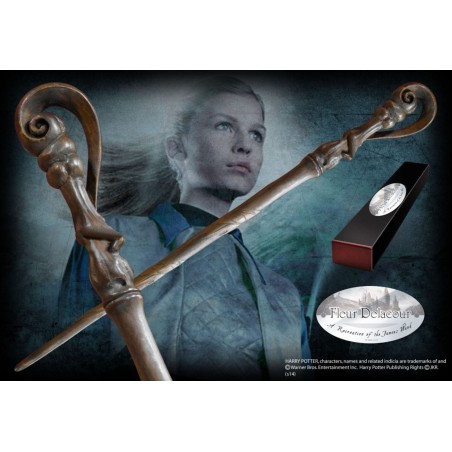 Fleur Delacour
A Recreation of the Famous Wand
HARRY POTTER, characters, names and related indicia are trademarks of and
©Warner Bros. Entertainment Inc. Harry Potter Publishing Rights ©JKR.
(s14)